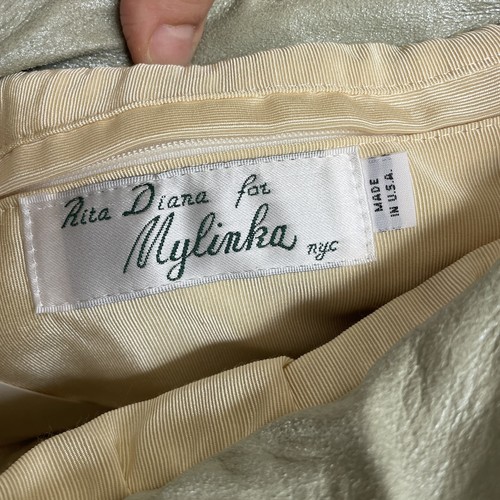 Rita Diana for
Mylinka nyc
MADE
IN U.S.A.